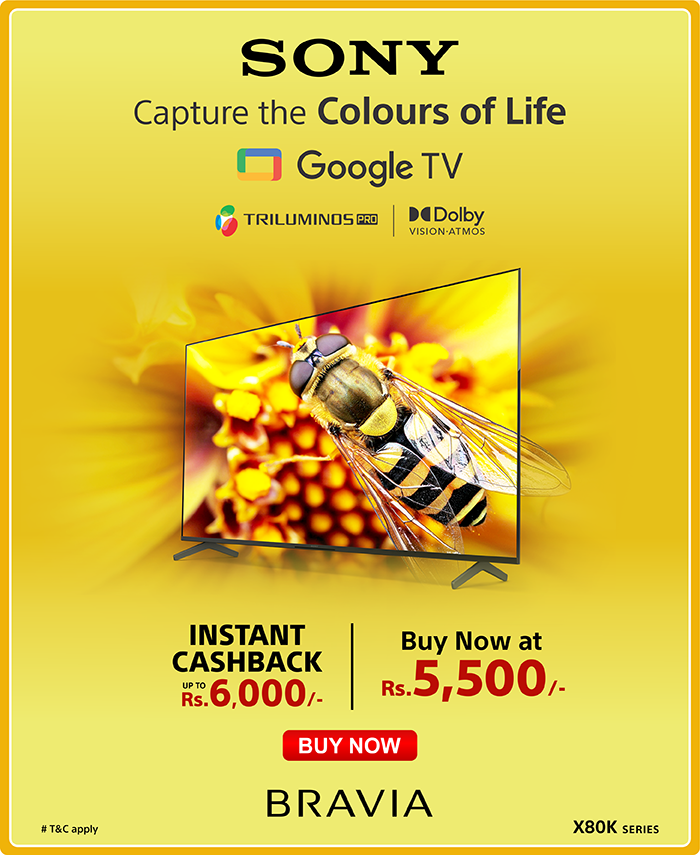 SONY
Capture the Colours of Life
Google TV
TRILUMINOS PRO
Dolby
VISION·ATMOS
INSTANT
CASHBACK
UP TO
Rs.6,000/-
Buy Now at
Rs.5,500/-
BUY NOW
BRAVIA
# T&C apply
X80K SERIES